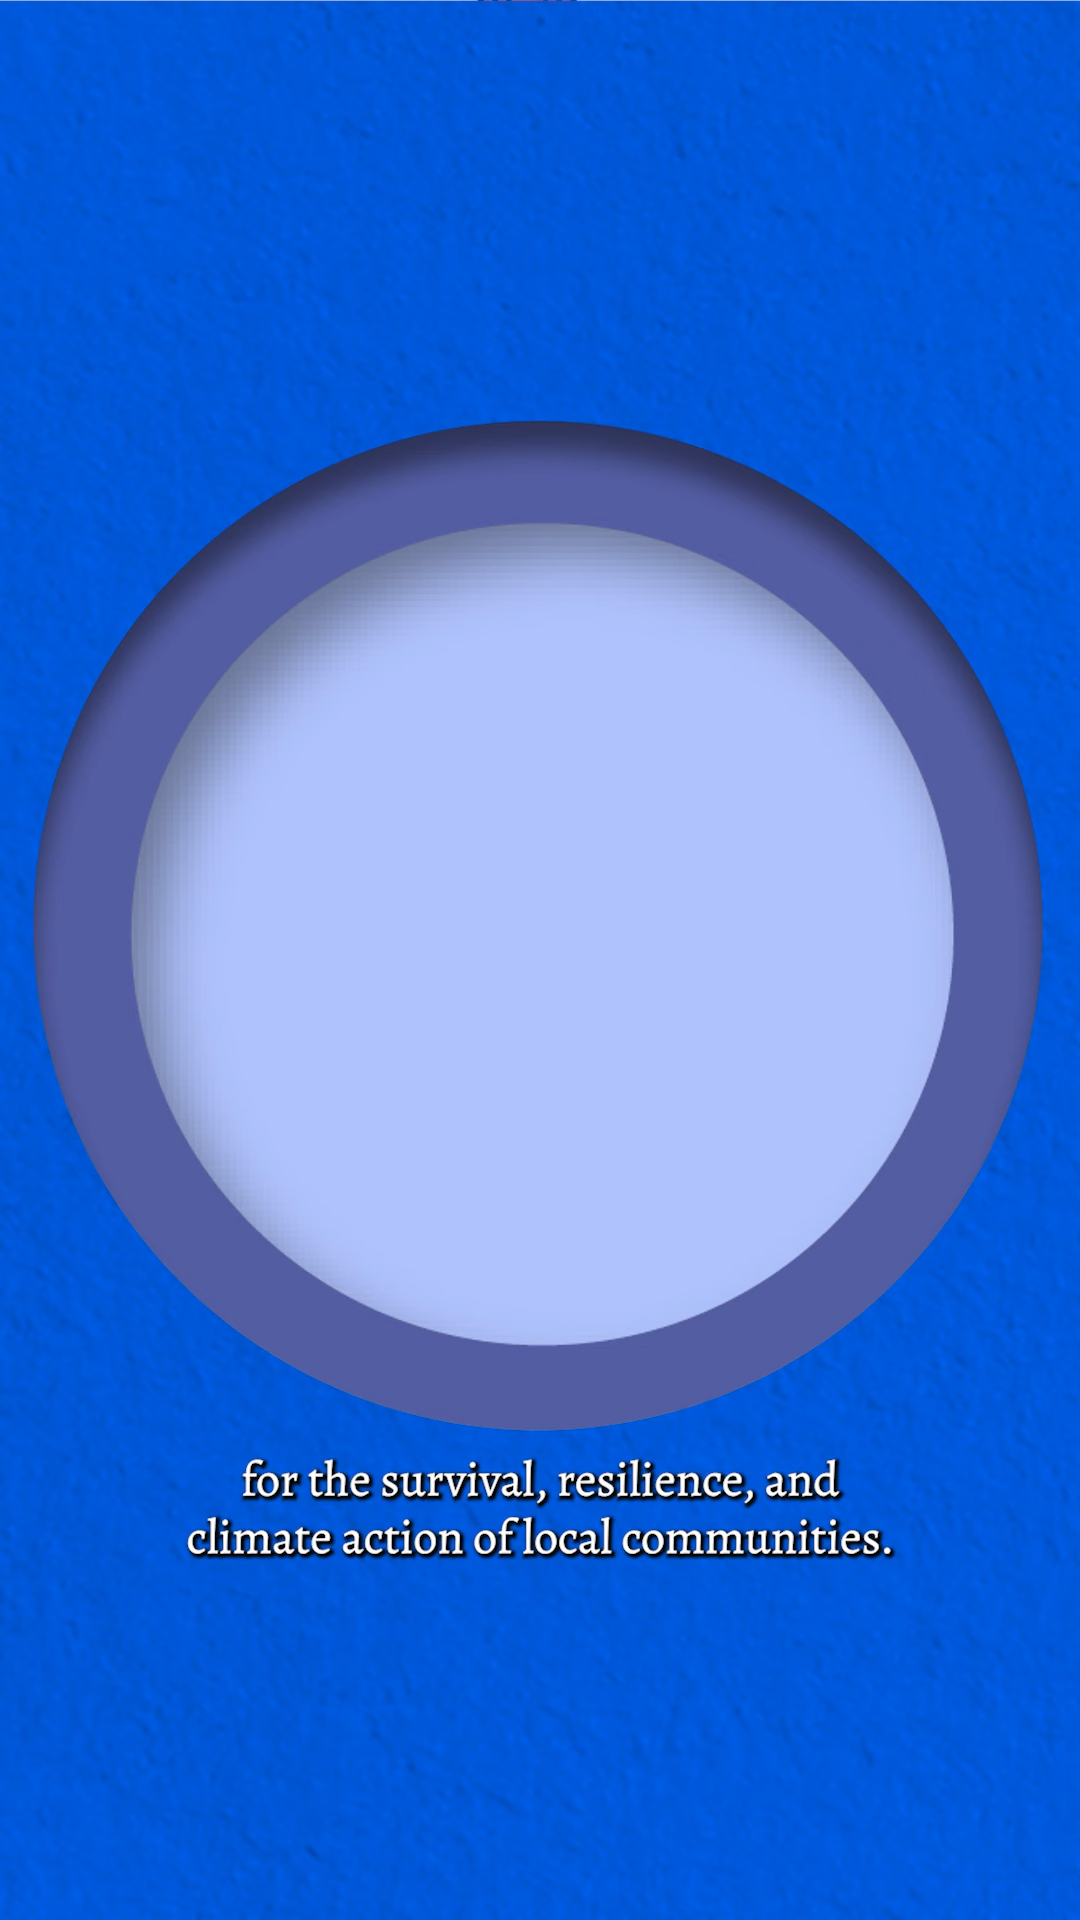 for the survival, resilience, and
climate action of local communities.